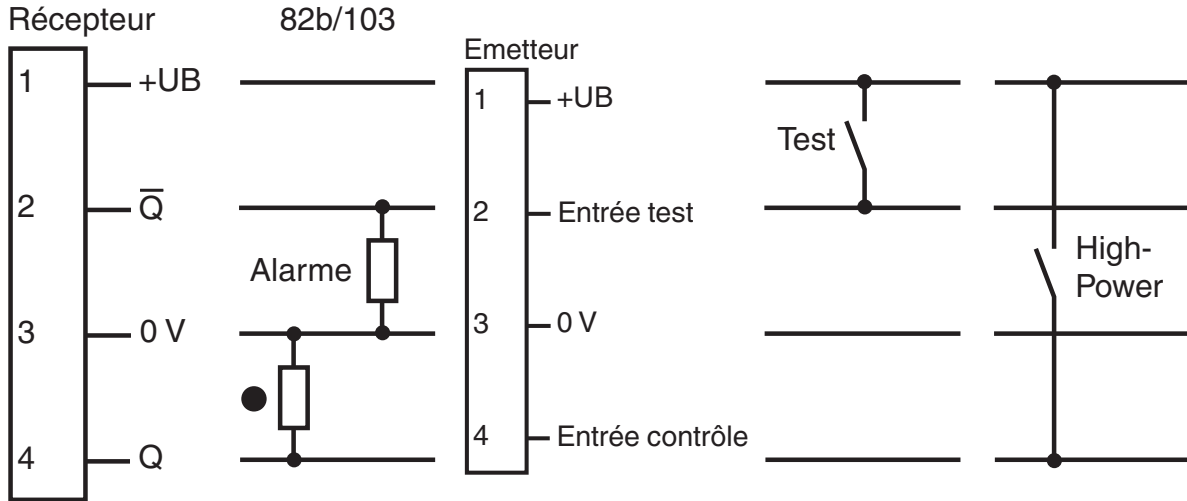 Récepteur
82b/103
1 +UB
2 Q̅
Alarme
3 0 V
4 Q
Emetteur
1 +UB
2 Entrée test
3 0 V
4 Entrée contrôle
Test
High-
Power